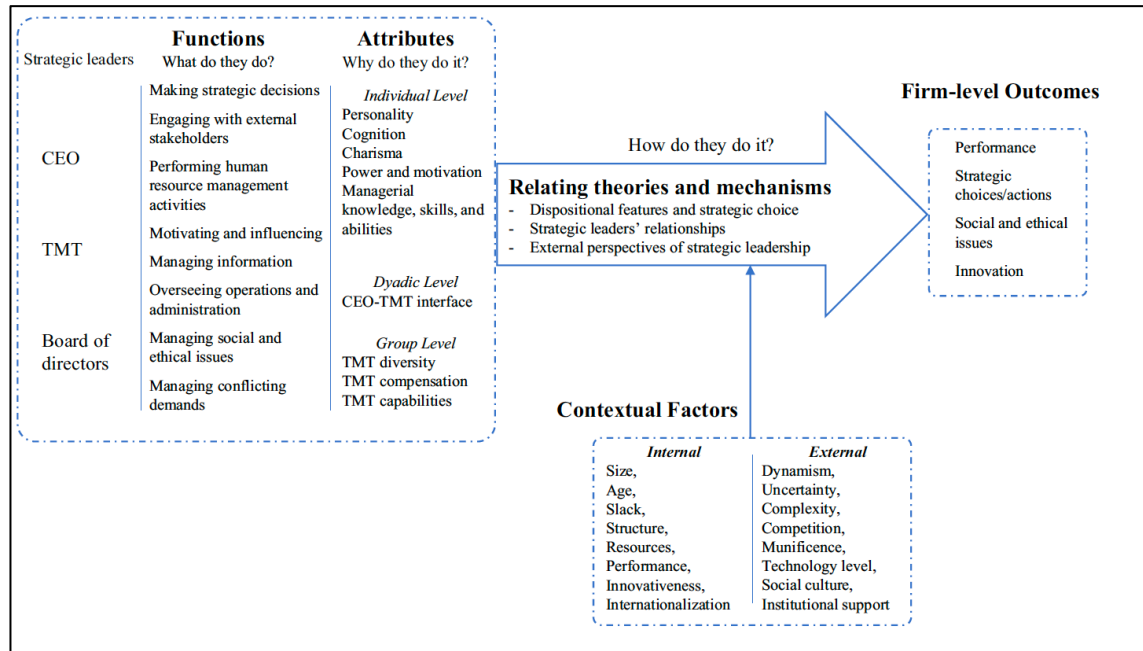 Functions
What do they do?
Attributes
Why do they do it?
Strategic leaders
CEO
TMT
Board of
directors
Making strategic decisions
Engaging with external
stakeholders
Performing human
resource management
activities
Motivating and influencing
Managing information
Overseeing operations and
administration
Managing social and
ethical issues
Managing conflicting
demands
Individual Level
Personality
Cognition
Charisma
Power and motivation
Managerial
knowledge, skills, and
abilities
Dyadic Level
CEO-TMT interface
Group Level
TMT diversity
TMT compensation
TMT capabilities
How do they do it?
Relating theories and mechanisms
- Dispositional features and strategic choice
- Strategic leaders’ relationships
- External perspectives of strategic leadership
Firm-level Outcomes
Performance
Strategic
choices/actions
Social and ethical
issues
Innovation
Contextual Factors
Internal
Size,
Age,
Slack,
Structure,
Resources,
Performance,
Innovativeness,
Internationalization
External
Dynamism,
Uncertainty,
Complexity,
Competition,
Munificence,
Technology level,
Social culture,
Institutional support